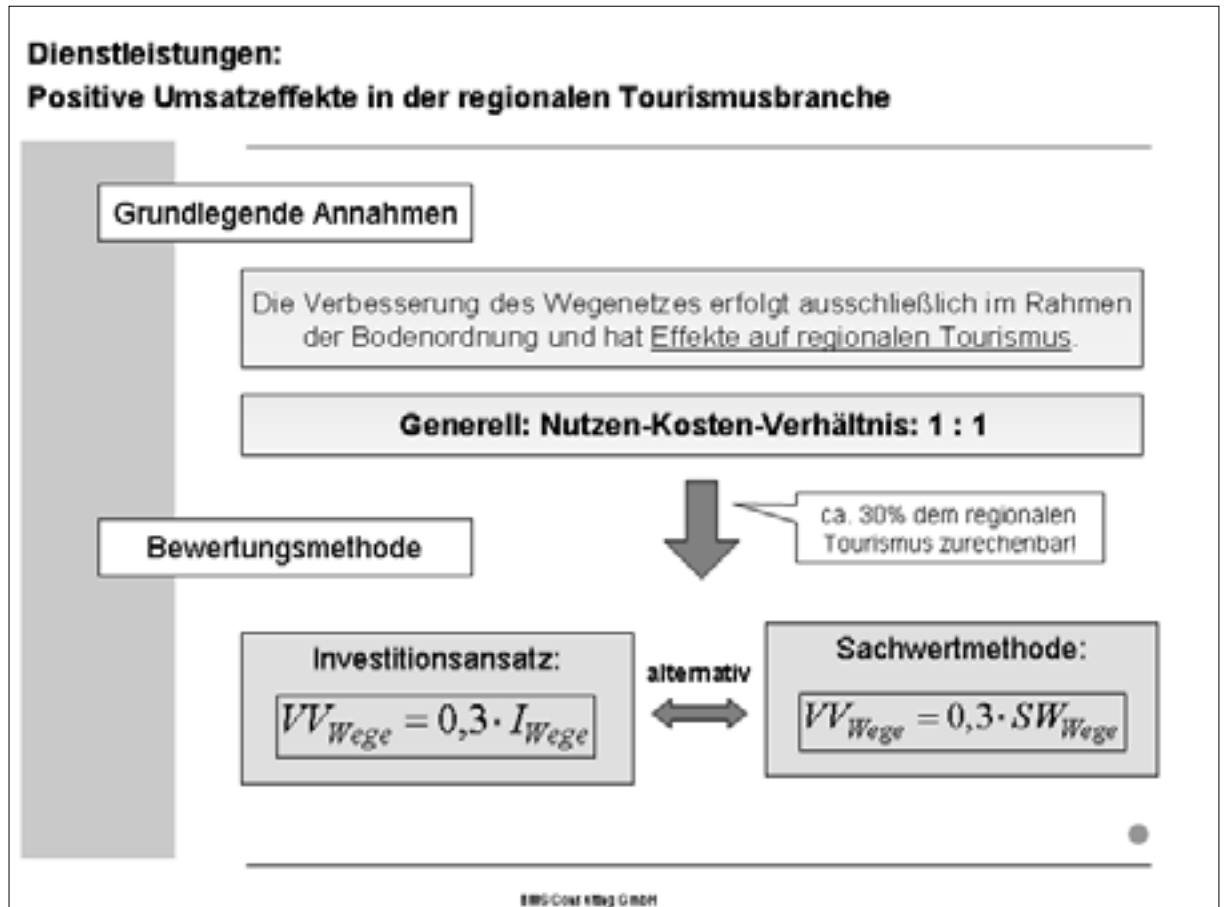 Dienstleistungen:
Positive Umsatzeffekte in der regionalen Tourismusbranche
Grundlegende Annahmen
Die Verbesserung des Wegenetzes erfolgt ausschließlich im Rahmen
der Bodenordnung und hat Effekte auf regionalen Tourismus.
Generell: Nutzen-Kosten-Verhältnis: 1 : 1
ca. 30% dem regionalen
Tourismus zurechenbar!
Bewertungsmethode
Investitionsansatz:
VV_Wege = 0,3 · I_Wege
alternativ
Sachwertmethode:
VV_Wege = 0,3 · SW_Wege
GmbH